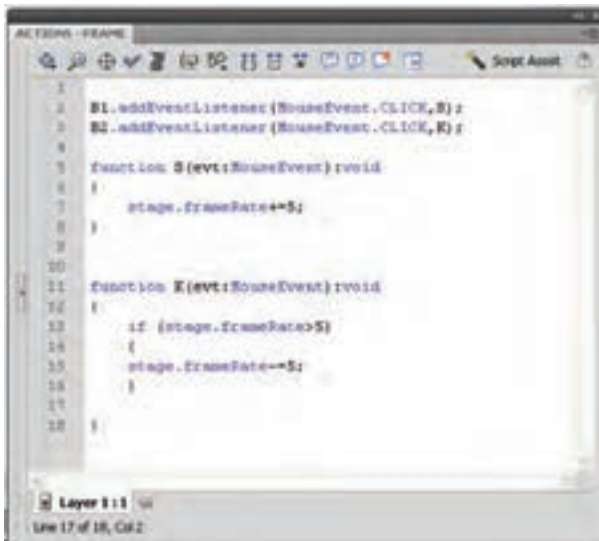 ACTIONS - FRAME
Script Assist
1
2 B1.addEventListener(MouseEvent.CLICK,S);
3 B2.addEventListener(MouseEvent.CLICK,K);
4
5 function S(evt:MouseEvent):void
6 {
7 stage.frameRate+=5;
8 }
9
10
11 function K(evt:MouseEvent):void
12 {
13 if (stage.frameRate>5)
14 {
15 stage.frameRate-=5;
16 }
17
18 }
Layer 1 : 1
Line 17 of 18, Col 2